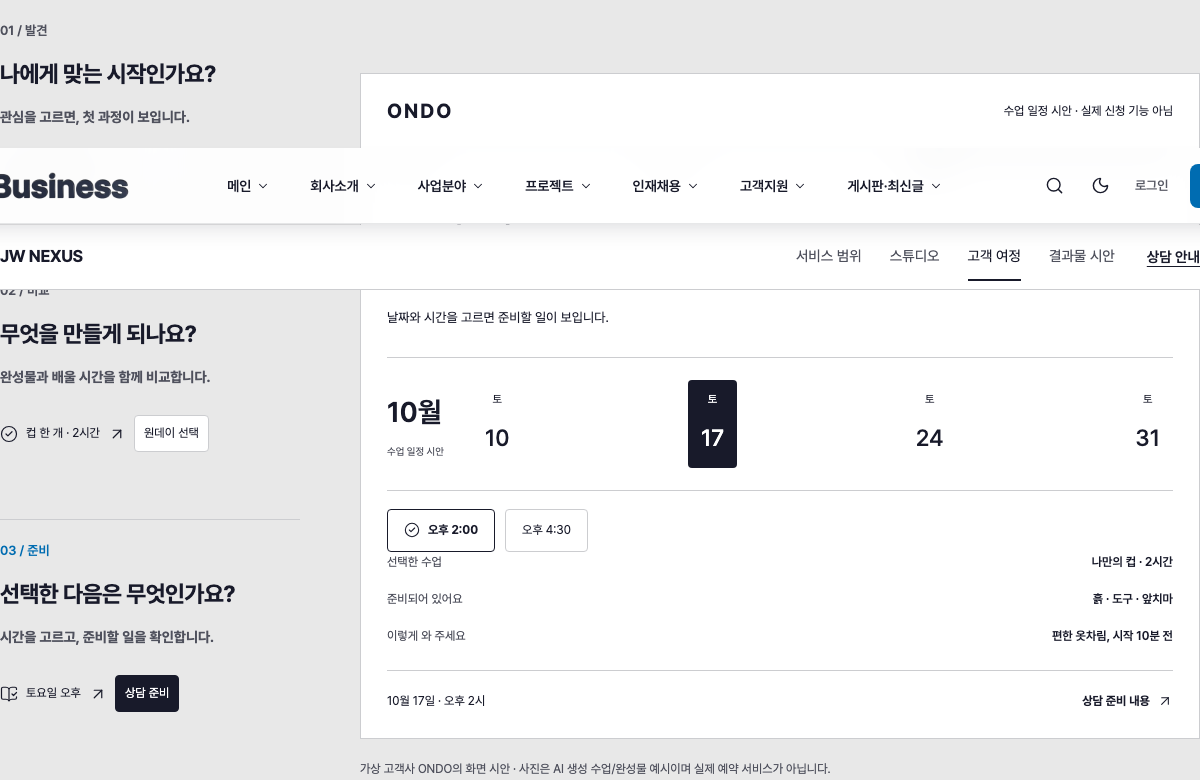 01 / 발견
나에게 맞는 시작인가요?
관심을 고르면, 첫 과정이 보입니다.
ONDO
수업 일정 시안 · 실제 신청 기능 아님
Business
메인
회사소개
사업분야
프로젝트
인재채용
고객지원
게시판·최신글
로그인
JW NEXUS
서비스 범위
스튜디오
고객 여정
결과물 시안
상담 안내
02 / 비교
무엇을 만들게 되나요?
완성물과 배울 시간을 함께 비교합니다.
컵 한 개 · 2시간
원데이 선택
03 / 준비
선택한 다음은 무엇인가요?
시간을 고르고, 준비할 일을 확인합니다.
토요일 오후
상담 준비
날짜와 시간을 고르면 준비할 일이 보입니다.
10월
수업 일정 시안
토
10
토
17
토
24
토
31
오후 2:00
오후 4:30
선택한 수업
나만의 컵 · 2시간
준비되어 있어요
흙 · 도구 · 앞치마
이렇게 와 주세요
편한 옷차림, 시작 10분 전
10월 17일 · 오후 2시
상담 준비 내용
가상 고객사 ONDO의 화면 시안 · 사진은 AI 생성 수업/완성물 예시이며 실제 예약 서비스가 아닙니다.